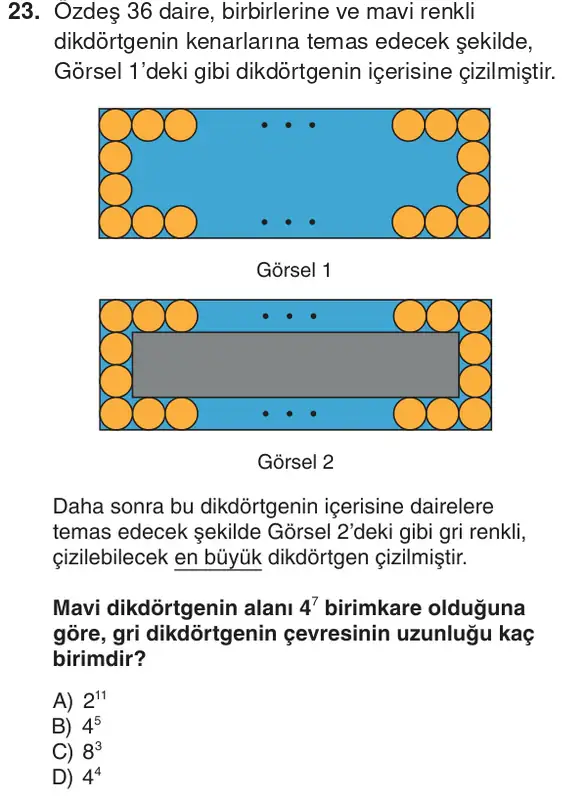 23. Özdeş 36 daire, birbirlerine ve mavi renkli
dikdörtgenin kenarlarına temas edecek şekilde,
Görsel 1’deki gibi dikdörtgenin içerisine çizilmiştir.
Görsel 1
Görsel 2
Daha sonra bu dikdörtgenin içerisine dairelere
temas edecek şekilde Görsel 2’deki gibi gri renkli,
çizilebilecek en büyük dikdörtgen çizilmiştir.
Mavi dikdörtgenin alanı 4⁷ birimkare olduğuna
göre, gri dikdörtgenin çevresinin uzunluğu kaç
birimdir?
A) 2¹¹
B) 4⁵
C) 8³
D) 4⁴